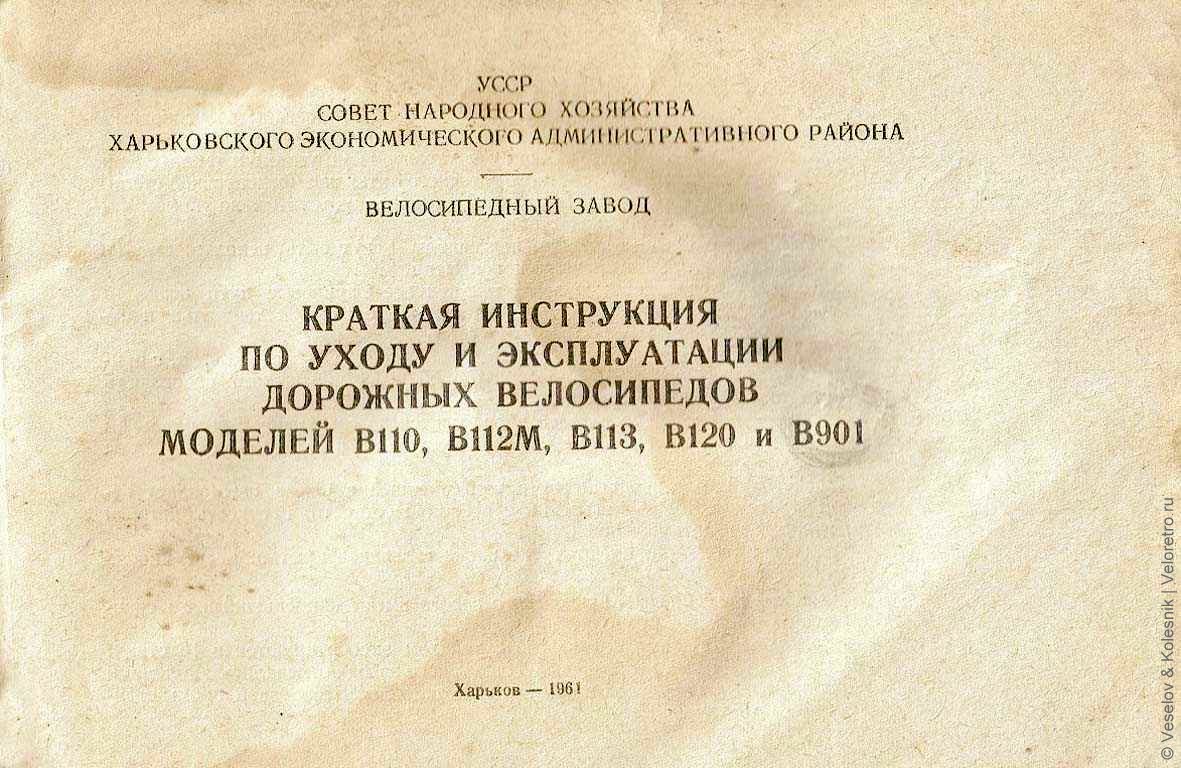 УССР
СОВЕТ НАРОДНОГО ХОЗЯЙСТВА
ХАРЬКОВСКОГО ЭКОНОМИЧЕСКОГО АДМИНИСТРАТИВНОГО РАЙОНА
ВЕЛОСИПЕДНЫЙ ЗАВОД
КРАТКАЯ ИНСТРУКЦИЯ
ПО УХОДУ И ЭКСПЛУАТАЦИИ
ДОРОЖНЫХ ВЕЛОСИПЕДОВ
МОДЕЛЕЙ В110, В112М, В113, В120 и В901
Харьков — 1961
© Veselov & Kolesnik | Veloretro.ru